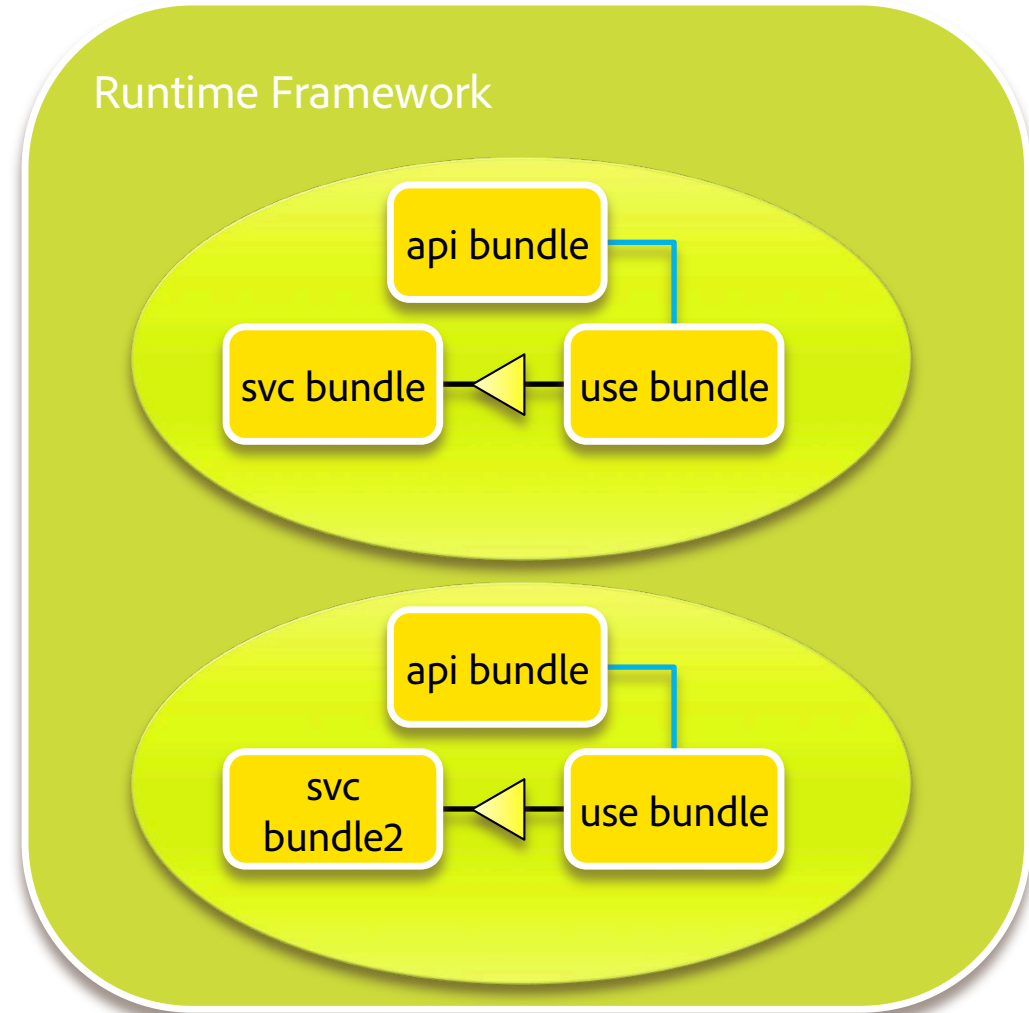 Runtime Framework
api bundle
svc bundle
use bundle
api bundle
svc
bundle2
use bundle